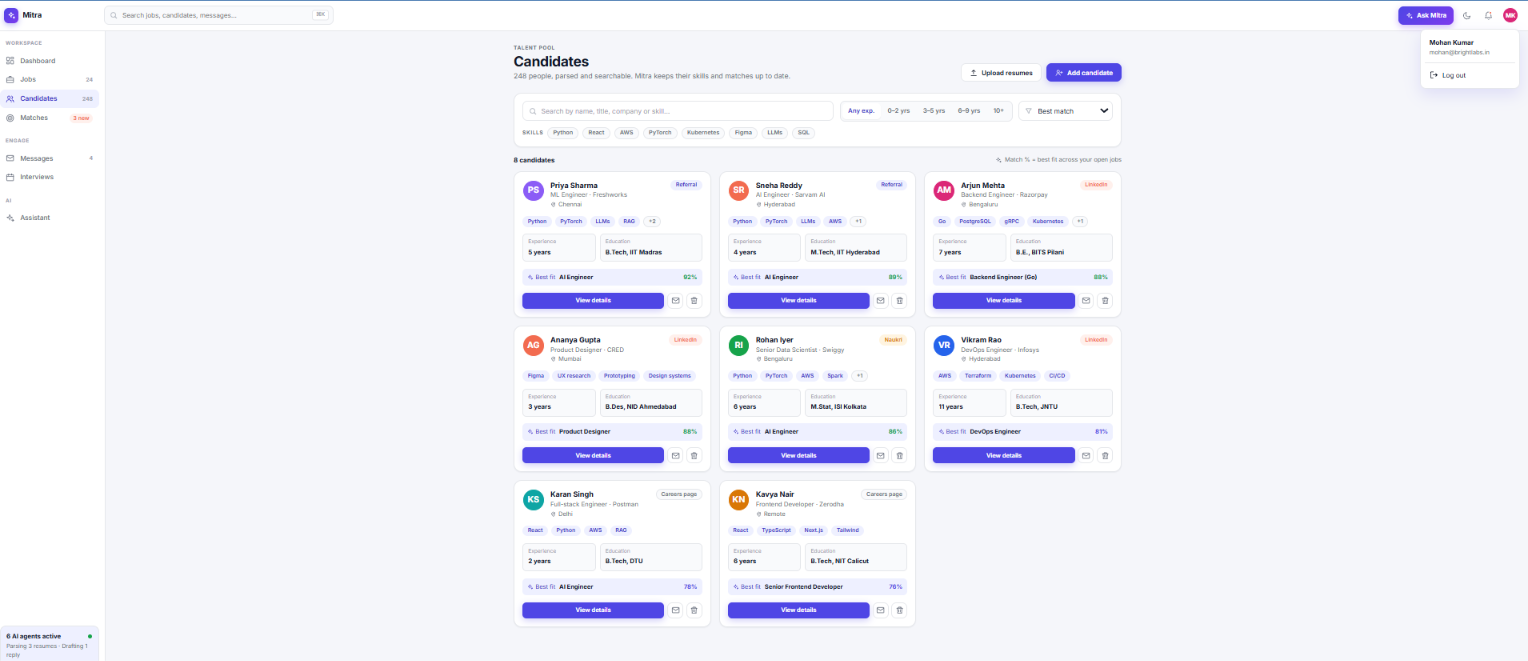 Mitra
Search jobs, candidates, messages...
⌘K
Ask Mitra
MK
Mohan Kumar
mohan@brightlabs.in
Log out
WORKSPACE
Dashboard
Jobs 24
Candidates 248
Matches 3 new
ENGAGE
Messages 4
Interviews
AI
Assistant
6 AI agents active
Parsing 3 resumes · Drafting 1
reply
TALENT POOL
Candidates
248 people, parsed and searchable. Mitra keeps their skills and matches up to date.
Upload resumes
Add candidate
Search by name, title, company or skill...
Any exp. 0–2 yrs 3–5 yrs 6–9 yrs 10+
Best match
SKILLS Python React AWS PyTorch Kubernetes Figma LLMs SQL
8 candidates
Match % = best fit across your open jobs
PS
Priya Sharma
Referral
ML Engineer · Freshworks
Chennai
Python PyTorch LLMs RAG +2
Experience
5 years
Education
B.Tech, IIT Madras
Best fit AI Engineer 92%
View details
SR
Sneha Reddy
Referral
AI Engineer · Sarvam AI
Hyderabad
Python PyTorch LLMs AWS +1
Experience
4 years
Education
M.Tech, IIT Hyderabad
Best fit AI Engineer
View details
AM
Arjun Mehta
LinkedIn
Backend Engineer · Razorpay
Bengaluru
Go PostgreSQL gRPC Kubernetes +1
Experience
7 years
Education
B.E., BITS Pilani
Best fit Backend Engineer (Go)
View details
AG
Ananya Gupta
LinkedIn
Product Designer · CRED
Mumbai
Figma UX research Prototyping Design systems
Experience
3 years
Education
B.Des, NID Ahmedabad
Best fit Product Designer 88%
View details
RI
Rohan Iyer
Naukri
Senior Data Scientist · Swiggy
Bengaluru
Python PyTorch AWS Spark +1
Experience
6 years
Education
M.Stat, ISI Kolkata
Best fit AI Engineer 86%
View details
VR
Vikram Rao
LinkedIn
DevOps Engineer · Infosys
Hyderabad
AWS Terraform Kubernetes CI/CD
Experience
11 years
Education
B.Tech, JNTU
Best fit DevOps Engineer 81%
View details
KS
Karan Singh
Careers page
Full-stack Engineer · Postman
Delhi
React Python AWS RAG
Experience
2 years
Education
B.Tech, DTU
Best fit AI Engineer 78%
View details
KN
Kavya Nair
Careers page
Frontend Developer · Zerodha
Remote
React TypeScript Next.js Tailwind
Experience
6 years
Education
B.Tech, NIT Calicut
Best fit Senior Frontend Developer 76%
View details